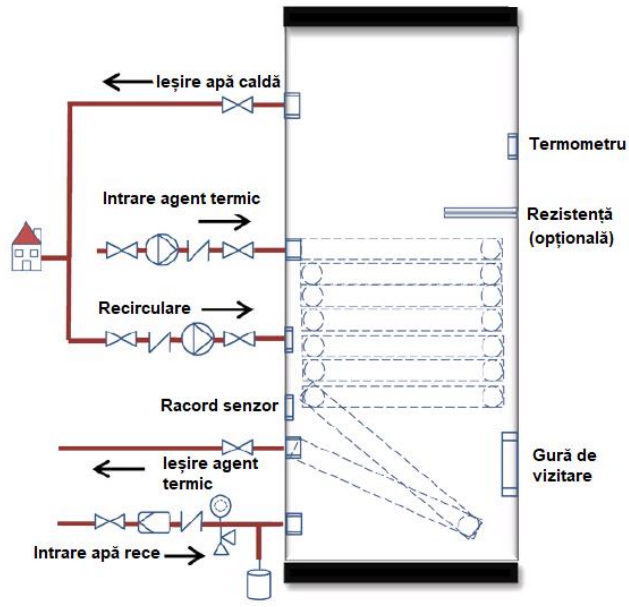 Ieșire apă caldă
Termometru
Intrare agent termic
Rezistență
(opțională)
Recirculare
Racord senzor
Ieșire agent
termic
Gură de
vizitare
Intrare apă rece